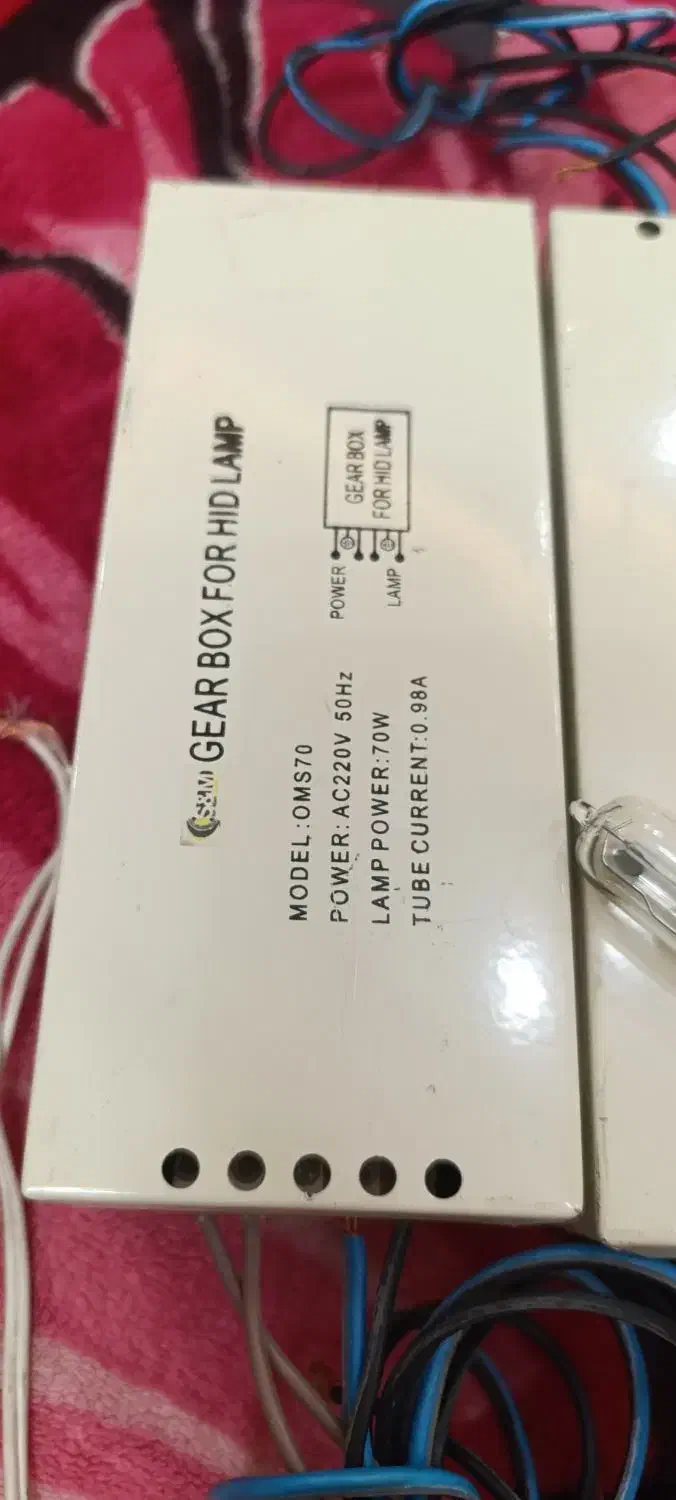 S&M GEAR BOX FOR HID LAMP
MODEL:OMS70
POWER:AC220V 50Hz
LAMP POWER:70W
TUBE CURRENT:0.98A
POWER
LAMP
GEAR BOX
FOR HID LAMP